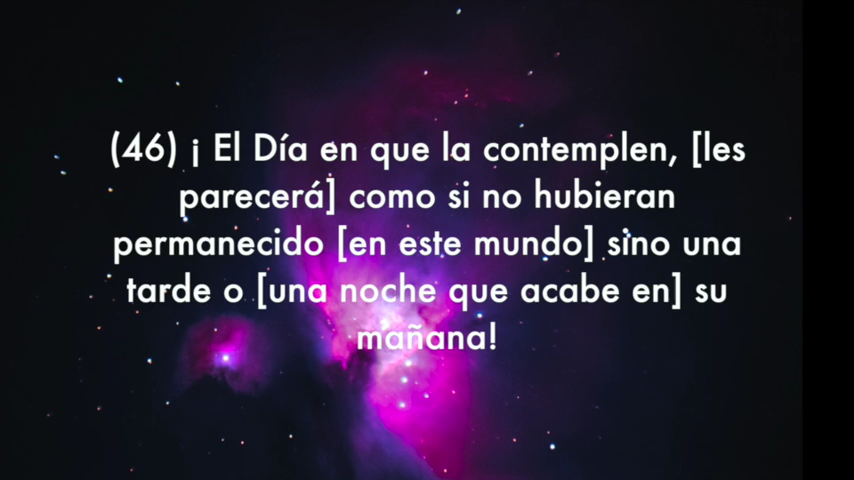 (46) ¡ El Día en que la contemplen, [les
parecerá] como si no hubieran
permanecido [en este mundo] sino una
tarde o [una noche que acabe en] su
mañana!